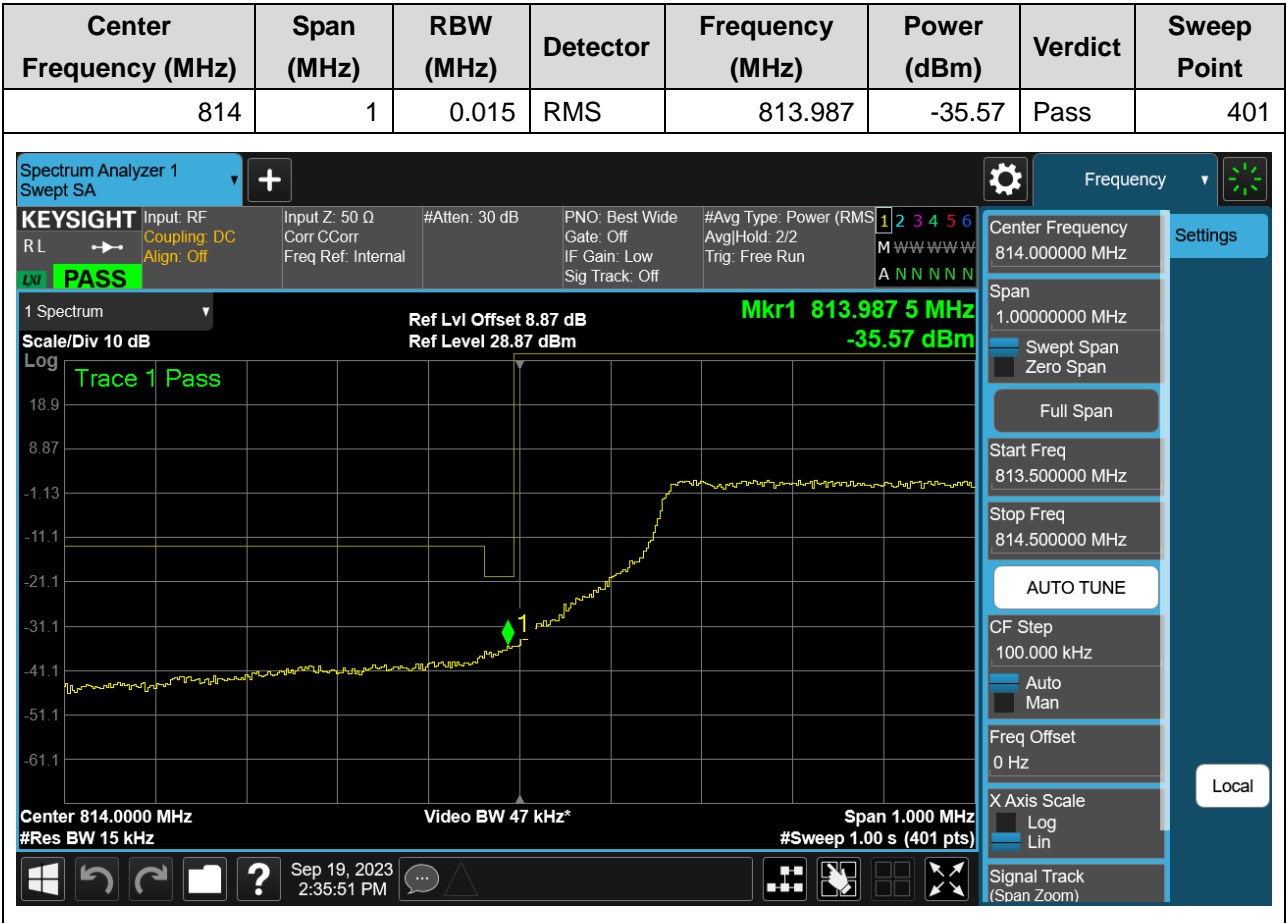 Center Frequency (MHz) Span (MHz) RBW (MHz) Detector Frequency (MHz) Power (dBm) Verdict Sweep Point
814 1 0.015 RMS 813.987 -35.57 Pass 401
Spectrum Analyzer 1
Swept SA
Frequency
KEYSIGHT
R L
LXI
PASS
Input: RF
Coupling: DC
Align: Off
Input Z: 50 Ω
Corr CCorr
Freq Ref: Internal
#Atten: 30 dB
PNO: Best Wide
Gate: Off
IF Gain: Low
Sig Track: Off
#Avg Type: Power (RMS
Avg|Hold: 2/2
Trig: Free Run
1 2 3 4 5 6
M W W W W W
A N N N N N
1 Spectrum
Scale/Div 10 dB
Ref Lvl Offset 8.87 dB
Ref Level 28.87 dBm
Mkr1 813.987 5 MHz
-35.57 dBm
Log
Trace 1 Pass
18.9
8.87
-1.13
-11.1
-21.1
-31.1
-41.1
-51.1
-61.1
1
Center 814.0000 MHz
#Res BW 15 kHz
Video BW 47 kHz*
Span 1.000 MHz
#Sweep 1.00 s (401 pts)
Center Frequency
814.000000 MHz
Span
1.00000000 MHz
Swept Span
Zero Span
Full Span
Start Freq
813.500000 MHz
Stop Freq
814.500000 MHz
AUTO TUNE
CF Step
100.000 kHz
Auto
Man
Freq Offset
0 Hz
X Axis Scale
Log
Lin
Signal Track
(Span Zoom)
Settings
Local
?
Sep 19, 2023
2:35:51 PM